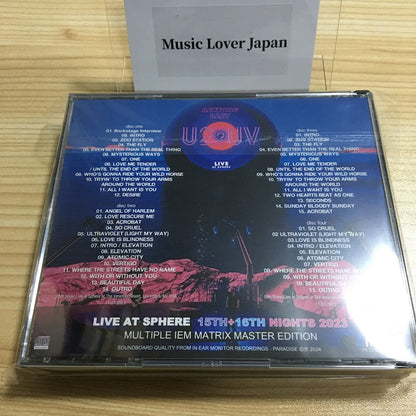 Music Lover Japan
ACHTUNG
BABY
U2:UV
LIVE
AT SPHERE
disc one
01. Backstage Interview
02. INTRO
03. ZOO STATION
04. THE FLY
05. EVEN BETTER THAN THE REAL THING
06. MYSTERIOUS WAYS
07. ONE
08. LOVE ME TENDER
/ UNTIL THE END OF THE WORLD
09. WHO'S GONNA RIDE YOUR WILD HORSE
10. TRYIN' TO THROW YOUR ARMS
AROUND THE WORLD
11. ALL I WANT IS YOU
12. DESIRE
disc two
01. ANGEL OF HARLEM
02. LOVE RESCUE ME
03. ACROBAT
04. SO CRUEL
05. ULTRAVIOLET (LIGHT MY WAY)
06. LOVE IS BLINDNESS
07. INTRO / ELEVATION
08. ELEVATION
09. ATOMIC CITY
10. VERTIGO
11. WHERE THE STREETS HAVE NO NAME
12. WITH OR WITHOUT YOU
13. BEAUTIFUL DAY
14. OUTRO
disc three
01. INTRO
02. ZOO STATION
03. THE FLY
04. EVEN BETTER THAN THE REAL THING
05. MYSTERIOUS WAYS
06. ONE
07. LOVE ME TENDER
/ UNTIL THE END OF THE WORLD
09. WHO'S GONNA RIDE YOUR WILD HORSE
10. TRYIN' TO THROW YOUR ARMS
AROUND THE WORLD
11. ALL I WANT IS YOU
12. TWO HEARTS BEAT AS ONE
13. SECONDS
14. SUNDAY BLOODY SUNDAY
15. ACROBAT
disc four
01. SO CRUEL
02. ULTRAVIOLET (LIGHT MY WAY)
03. LOVE IS BLINDNESS
04. INTRO / ELEVATION
05. ELEVATION
06. ATOMIC CITY
07. VERTIGO
08. WHERE THE STREETS HAVE NO NAME
09. WITH OR WITHOUT YOU
10. BEAUTIFUL DAY
11. OUTRO
LIVE AT SPHERE 15TH+16TH NIGHTS 2023
MULTIPLE IEM MATRIX MASTER EDITION
SOUNDBOARD QUALITY FROM IN EAR MONITOR RECORDINGS - PARADISE ©℗ 2024